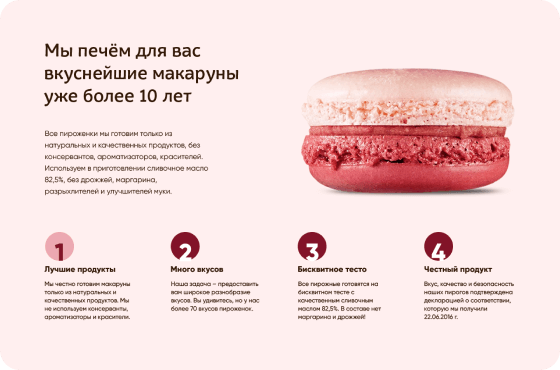 Мы печём для вас
вкуснейшие макаруны
уже более 10 лет
Все пироженки мы готовим только из
натуральных и качественных продуктов, без
консервантов, ароматизаторов, красителей.
Используем в приготовлении сливочное масло
82,5%, без дрожжей, маргарина,
разрыхлителей и улучшителей муки.
1
Лучшие продукты
Мы честно готовим макаруны
только из натуральных и
качественных продуктов. Мы
не используем консерванты,
ароматизаторы и красители.
2
Много вкусов
Наша задача – предоставить
вам широкое разнообразие
вкусов. Вы удивитесь, но у нас
более 70 вкусов пироженок.
3
Бисквитное тесто
Все пирожные готовятся на
бисквитном тесте с
качественным сливочным
маслом 82,5%. В составе нет
маргарина и дрожжей!
4
Честный продукт
Вкус, качество и безопасность
наших пирогов подтверждена
декларацией о соответствии,
которую мы получили
22.06.2016 г.